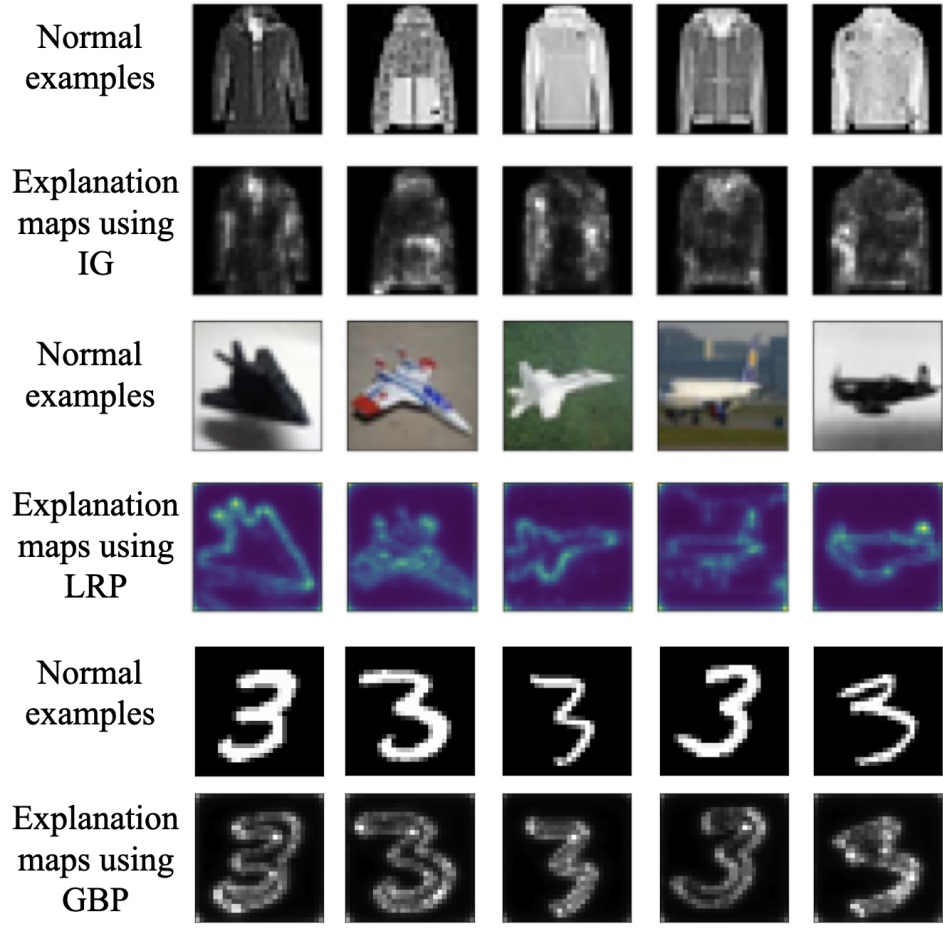 Normal
examples
Explanation
maps using
IG
Normal
examples
Explanation
maps using
LRP
Normal
examples
Explanation
maps using
GBP